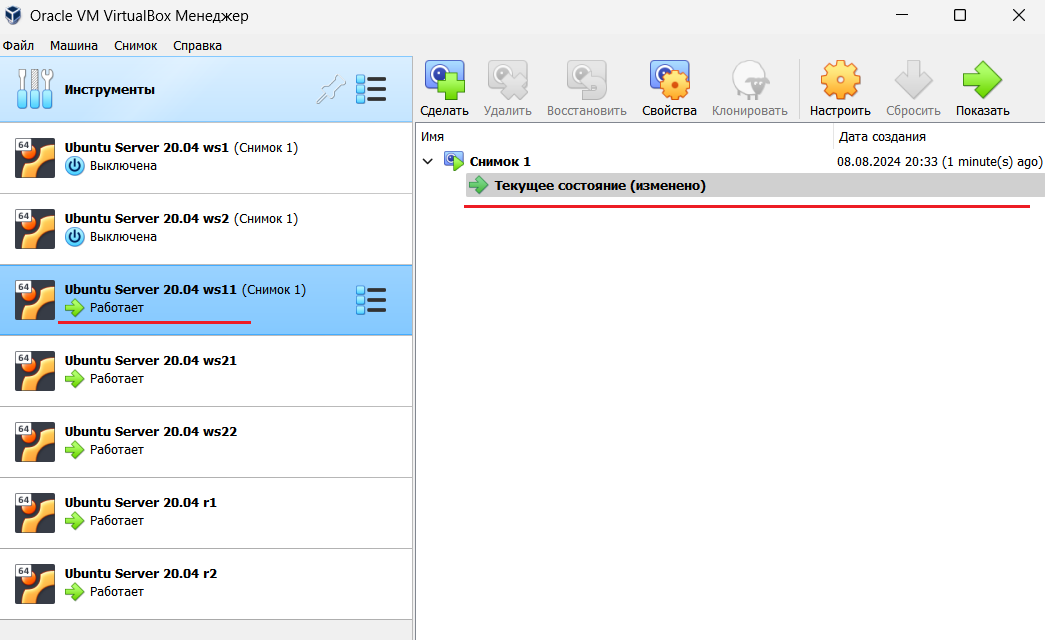 Oracle VM VirtualBox Менеджер
Файл Машина Снимок Справка
Инструменты
Сделать Удалить Восстановить Свойства Клонировать Настроить Сбросить Показать
Имя Дата создания
Снимок 1 08.08.2024 20:33 (1 minute(s) ago)
Текущее состояние (изменено)
64 Ubuntu Server 20.04 ws1 (Снимок 1)
Выключена
64 Ubuntu Server 20.04 ws2 (Снимок 1)
Выключена
64 Ubuntu Server 20.04 ws11 (Снимок 1)
Работает
64 Ubuntu Server 20.04 ws21
Работает
64 Ubuntu Server 20.04 ws22
Работает
64 Ubuntu Server 20.04 r1
Работает
64 Ubuntu Server 20.04 r2
Работает